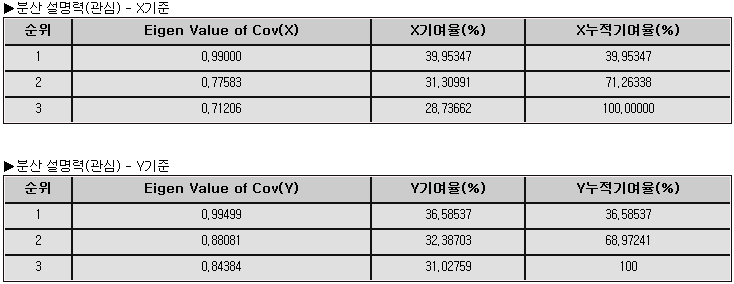 ▶분산 설명력(관심) - X기준
순위 Eigen Value of Cov(X) X기여율(%) X누적기여율(%)
1 0,99000 39,95347 39,95347
2 0,77583 31,30991 71,26338
3 0,71206 28,73662 100,00000
▶분산 설명력(관심) - Y기준
순위 Eigen Value of Cov(Y) Y기여율(%) Y누적기여율(%)
1 0,99499 36,58537 36,58537
2 0,88081 32,38703 68,97241
3 0,84384 31,02759 100